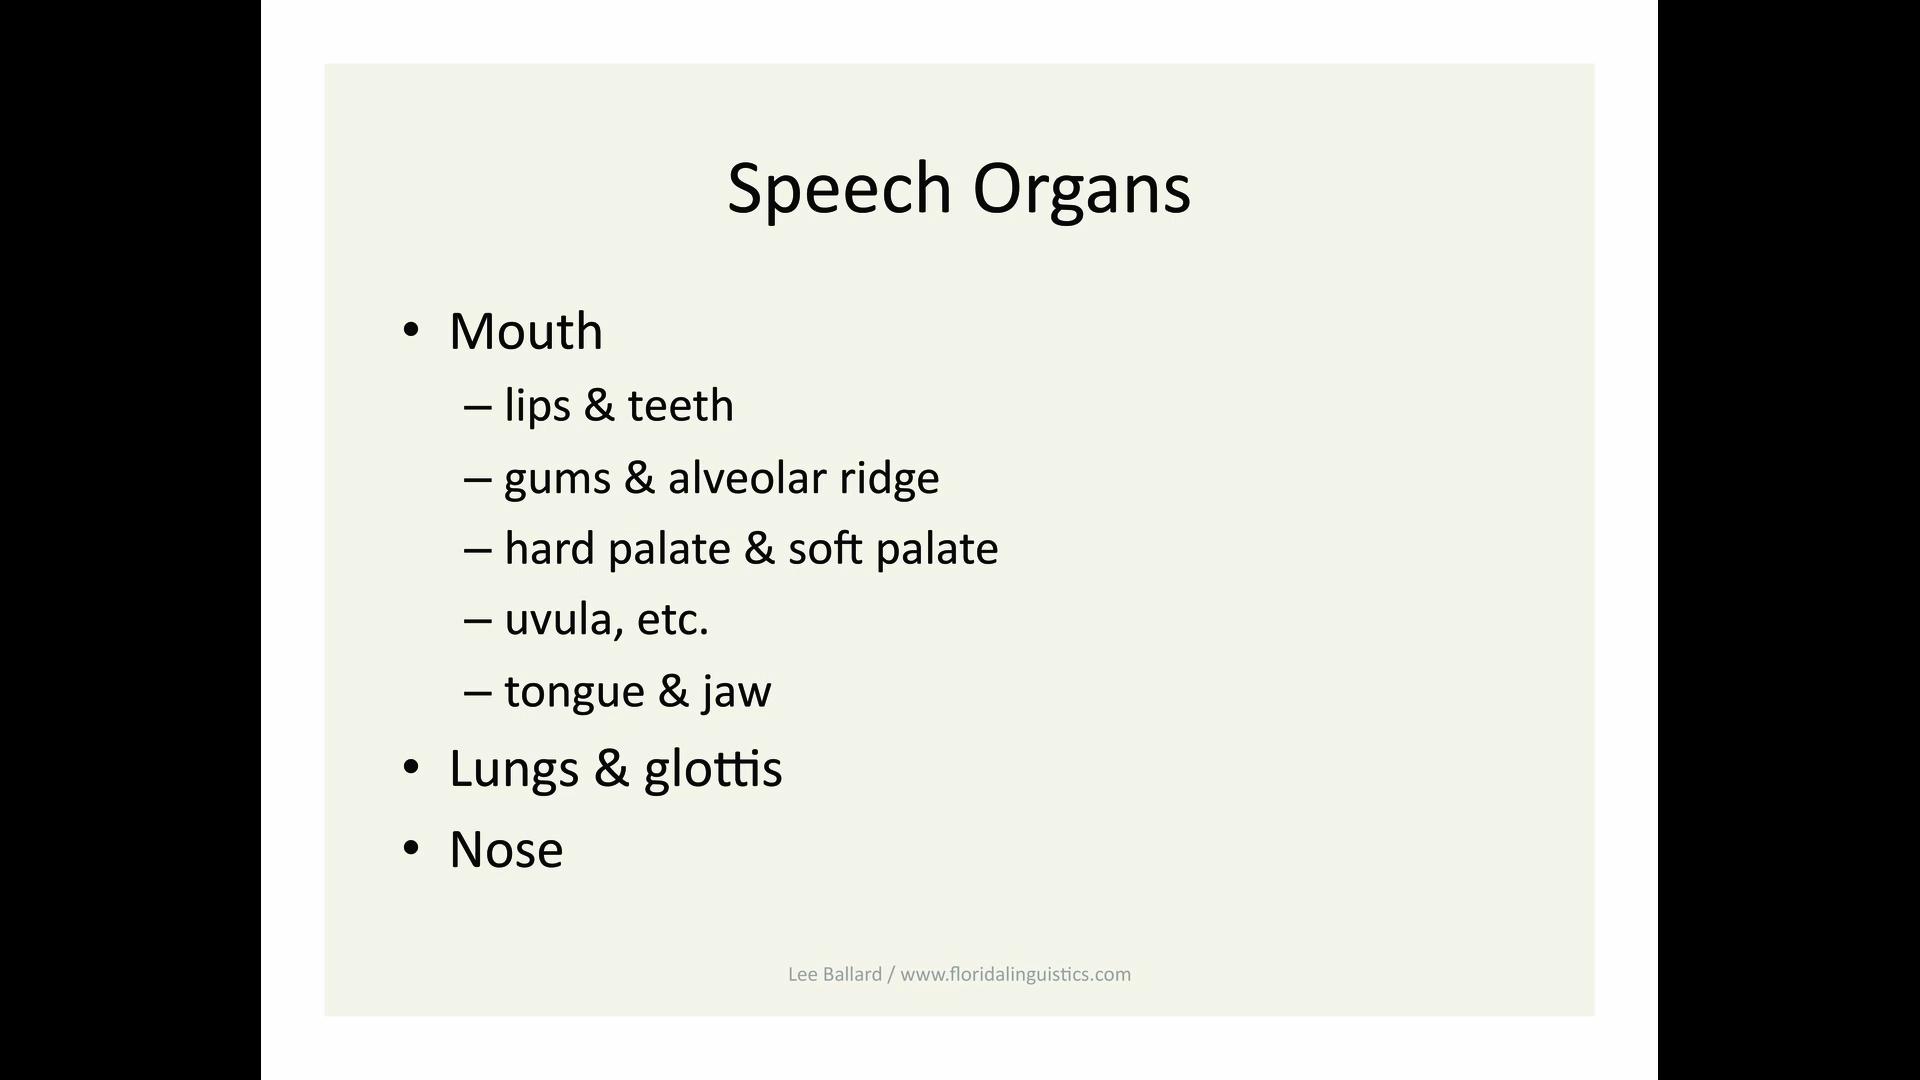 Speech Organs
• Mouth
– lips & teeth
– gums & alveolar ridge
– hard palate & soft palate
– uvula, etc.
– tongue & jaw
• Lungs & glottis
• Nose
Lee Ballard / www.floridalinguistics.com